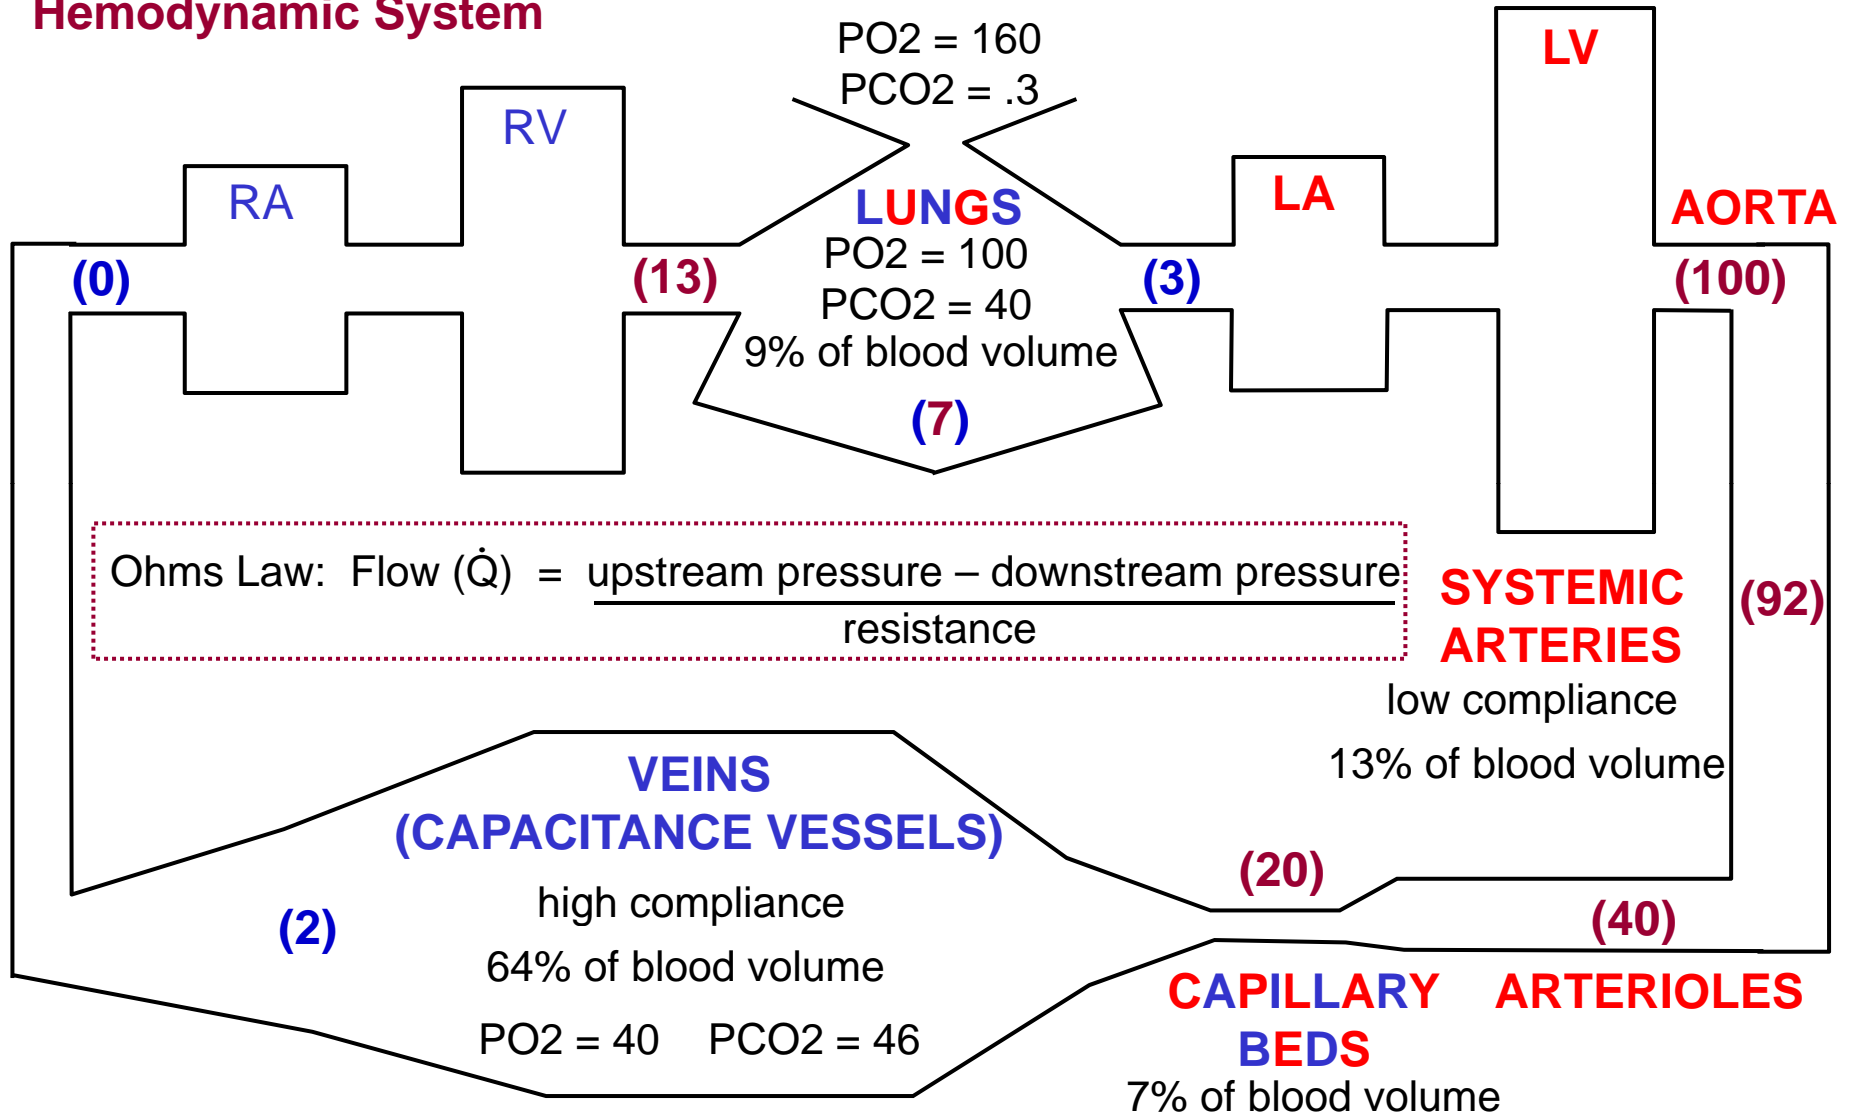 Hemodynamic System
PO2 = 160
PCO2 = .3
LV
RV
RA
LUNGS
LA
AORTA
PO2 = 100
(0)
(13)
(3)
(100)
PCO2 = 40
9% of blood volume
(7)
Ohms Law: Flow (Q̇) = upstream pressure – downstream pressure
resistance
SYSTEMIC
ARTERIES
(92)
low compliance
13% of blood volume
VEINS
(CAPACITANCE VESSELS)
high compliance
(2)
64% of blood volume
PO2 = 40 PCO2 = 46
(20)
(40)
CAPILLARY
BEDS
ARTERIOLES
7% of blood volume